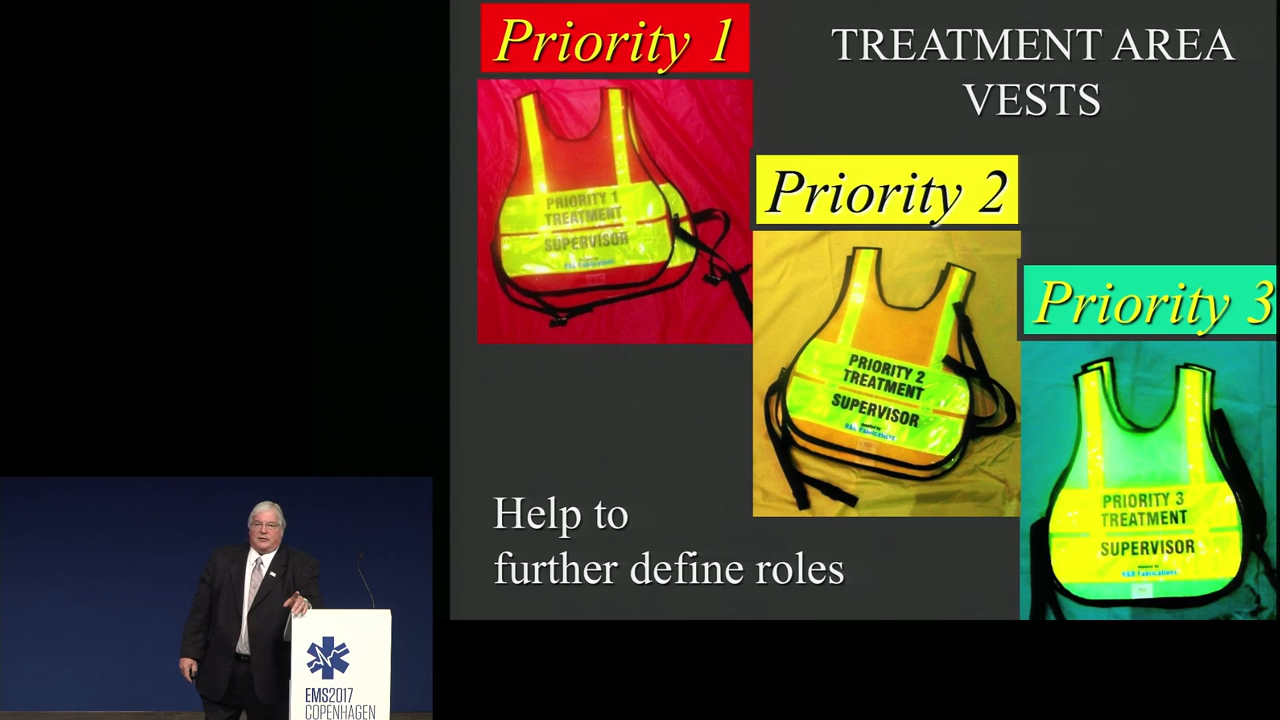 Priority 1
TREATMENT AREA
VESTS
PRIORITY 1
TREATMENT
SUPERVISOR
Priority 2
PRIORITY 2
TREATMENT
SUPERVISOR
Priority 3
PRIORITY 3
TREATMENT
SUPERVISOR
K&B Fabrications
Help to
further define roles
EMS2017
COPENHAGEN